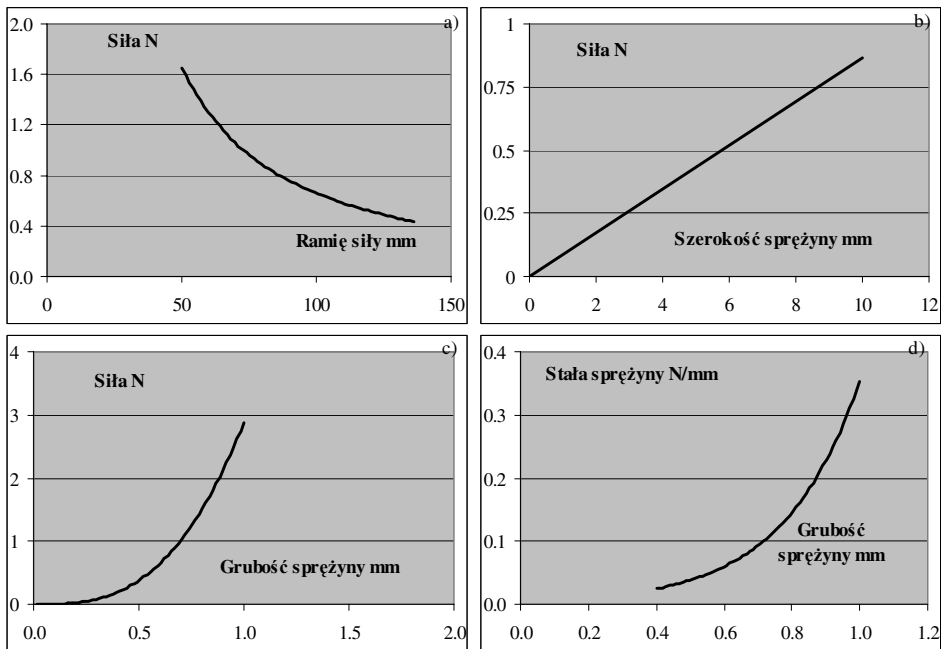 a)
Siła N
2.0
1.6
1.2
0.8
0.4
0.0
Ramię siły mm
0 50 100 150
b)
Siła N
1
0.75
0.5
0.25
0
Szerokość sprężyny mm
0 2 4 6 8 10 12
c)
Siła N
4
3
2
1
0
Grubość sprężyny mm
0.0 0.5 1.0 1.5 2.0
d)
Stała sprężyny N/mm
0.4
0.3
0.2
0.1
0.0
Grubość
sprężyny mm
0.0 0.2 0.4 0.6 0.8 1.0 1.2